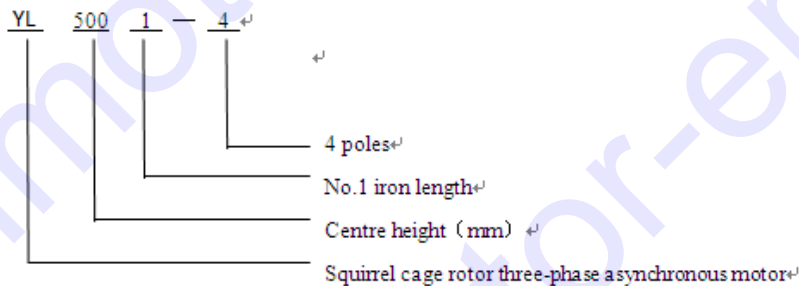 YL 500 1 — 4
4 poles
No.1 iron length
Centre height（mm）
Squirrel cage rotor three-phase asynchronous motor